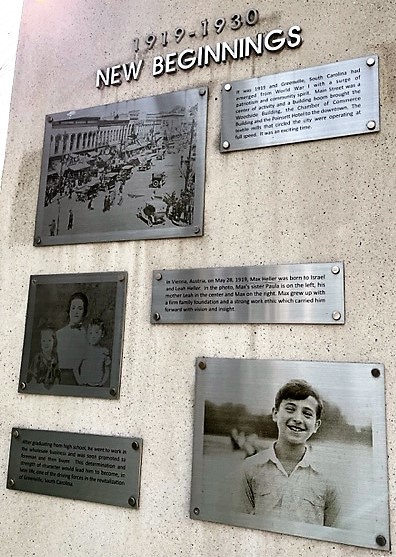 1919-1930
NEW BEGINNINGS
It was 1919 and Greenville, South Carolina had
emerged from World War I with a surge of
patriotism and community spirit. Main Street was a
center of activity and a building boom brought the
Woodside Building, the Chamber of Commerce
Building and the Poinsett Hotel to the downtown. The
textile mills that circled the city were operating at
full speed. It was an exciting time.
In Vienna, Austria, on May 28, 1919, Max Heller was born to Israel
and Leah Heller. In the photo, Max's sister Paula is on the left, his
mother Leah in the center and Max on the right. Max grew up with
a firm family foundation and a strong work ethic which carried him
forward with vision and insight.
After graduating from high school, he went to work in
the wholesale business and was soon promoted to
foreman and then buyer. This determination and
strength of character would lead him to become, in
later life, one of the driving forces in the revitalization
of Greenville, South Carolina.